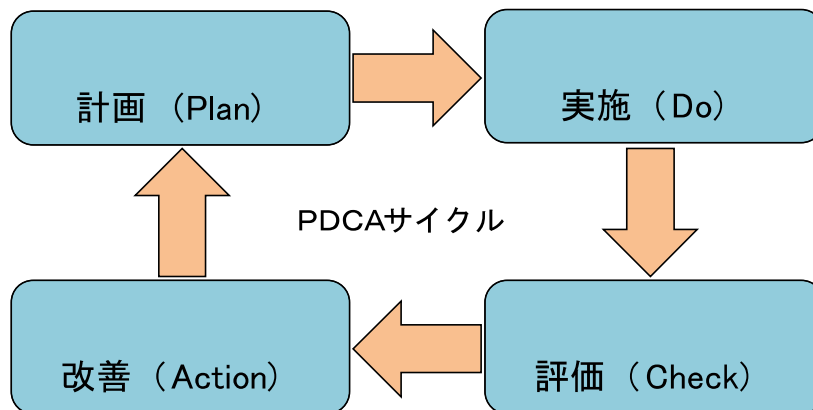 計画（Plan)
実施（Do)
PDCAサイクル
改善（Action)
評価（Check)